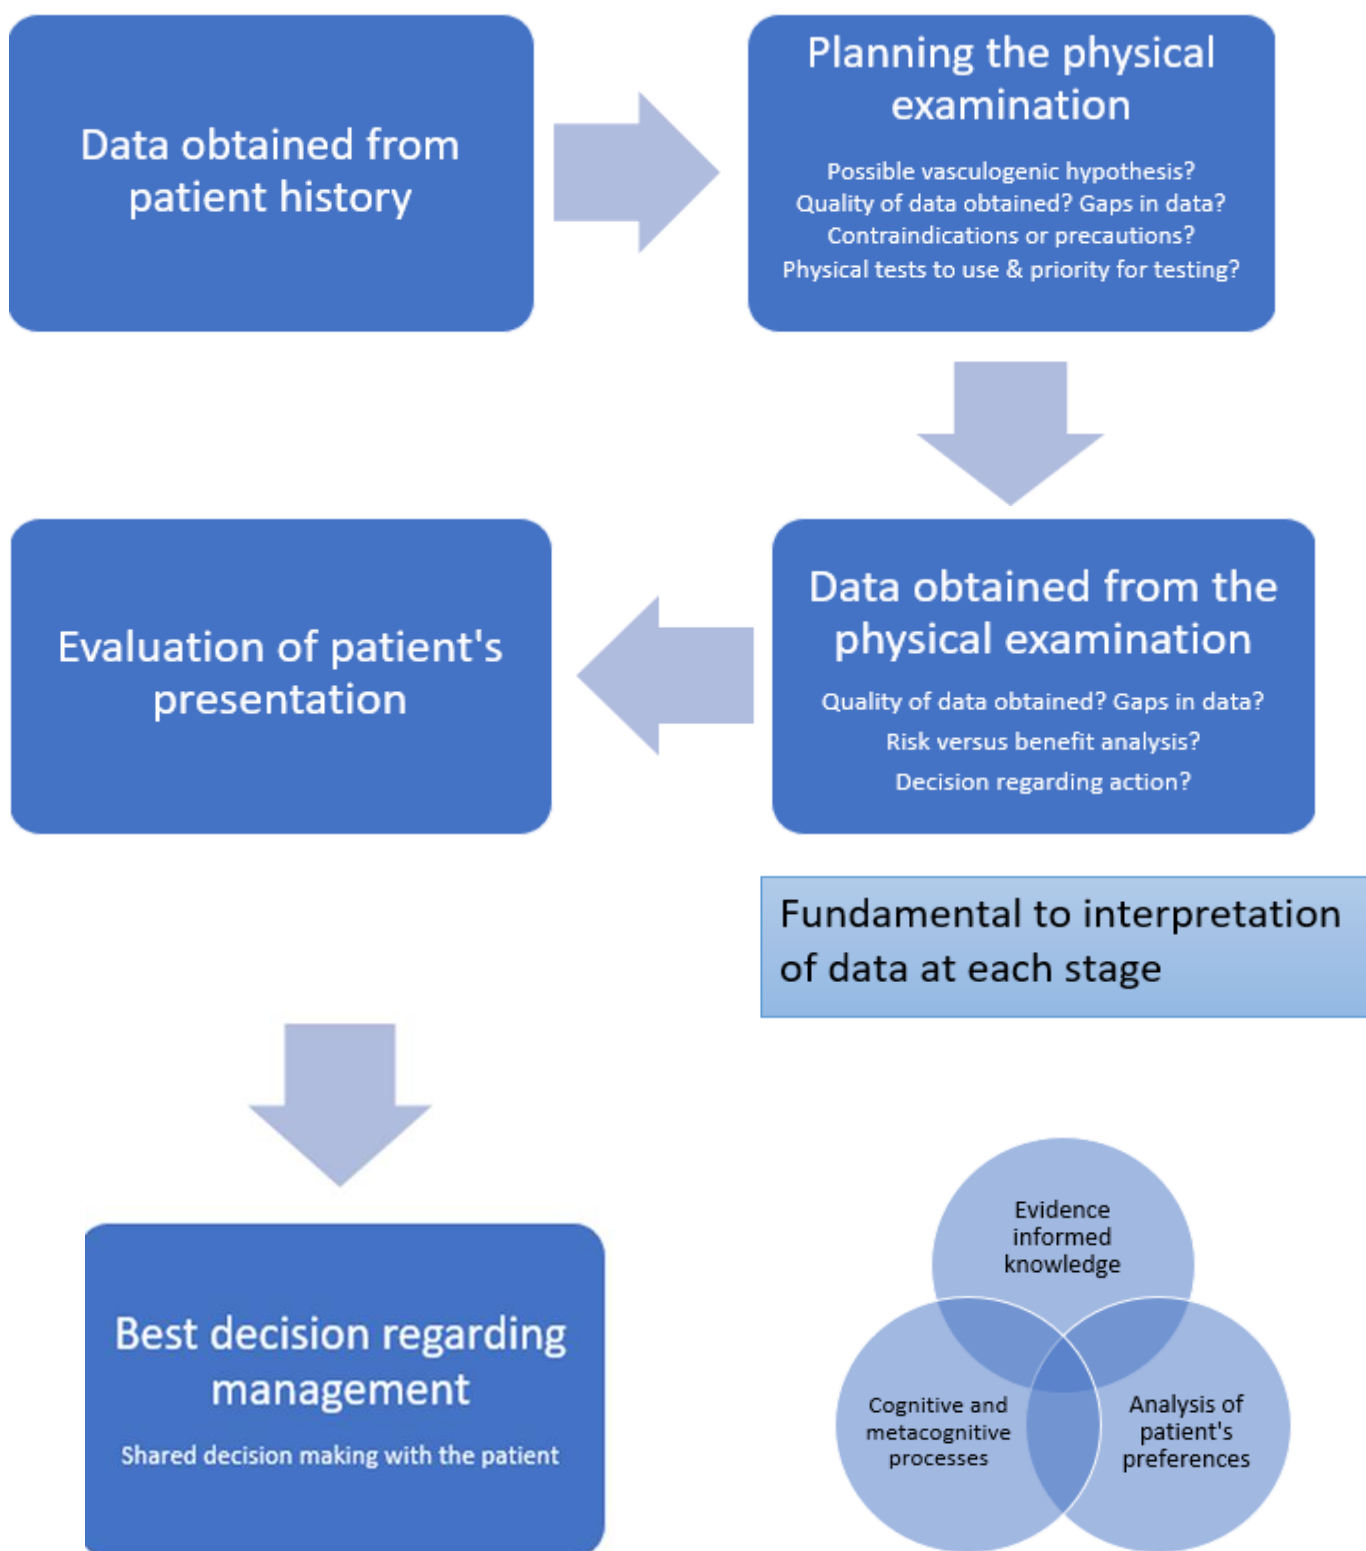 Data obtained from
patient history
Planning the physical
examination
Possible vasculogenic hypothesis?
Quality of data obtained? Gaps in data?
Contraindications or precautions?
Physical tests to use & priority for testing?
Data obtained from the
physical examination
Quality of data obtained? Gaps in data?
Risk versus benefit analysis?
Decision regarding action?
Evaluation of patient's
presentation
Fundamental to interpretation
of data at each stage
Best decision regarding
management
Shared decision making with the patient
Evidence
informed
knowledge
Cognitive and
metacognitive
processes
Analysis of
patient's
preferences